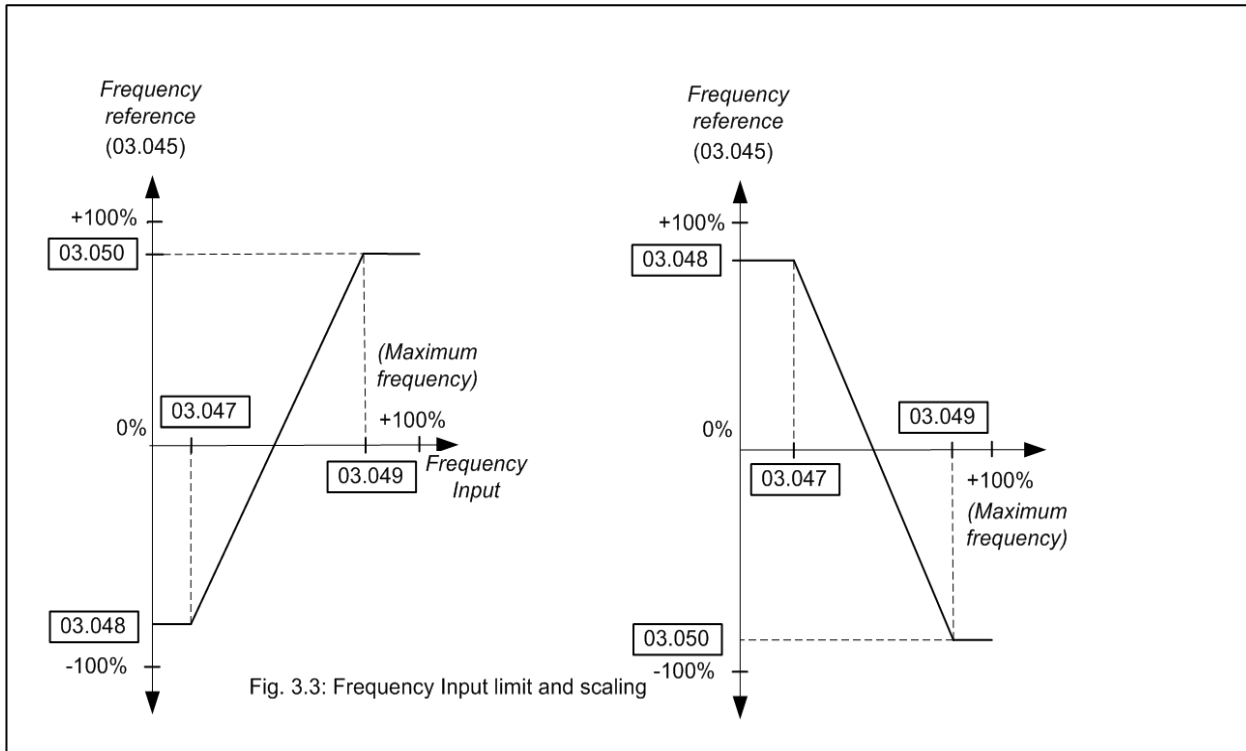 Frequency
reference
(03.045)
+100%
03.050
(Maximum
frequency)
03.047
+100%
0%
03.049
Frequency
Input
03.048
-100%
Frequency
reference
(03.045)
+100%
03.048
03.049
0%
03.047
+100%
(Maximum
frequency)
03.050
-100%
Fig. 3.3: Frequency Input limit and scaling